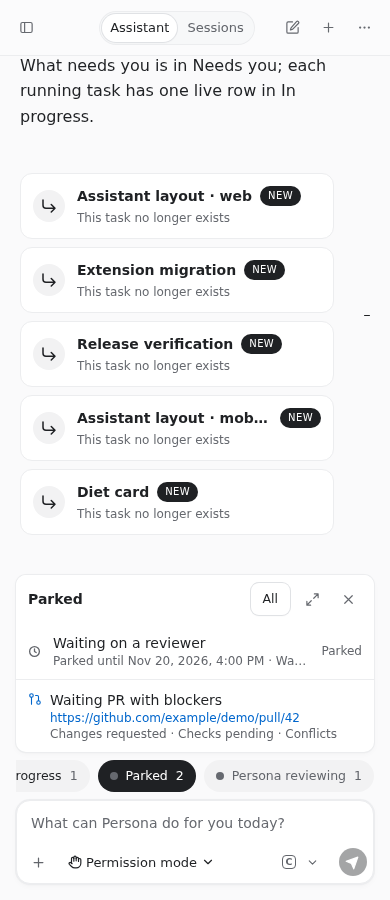 Assistant Sessions
What needs you is in Needs you; each
running task has one live row in In
progress.
Assistant layout · web NEW
This task no longer exists
Extension migration NEW
This task no longer exists
Release verification NEW
This task no longer exists
Assistant layout · mob… NEW
This task no longer exists
Diet card NEW
This task no longer exists
Parked All
Waiting on a reviewer
Parked until Nov 20, 2026, 4:00 PM · Wa… Parked
Waiting PR with blockers
https://github.com/example/demo/pull/42
Changes requested · Checks pending · Conflicts
rogress 1 Parked 2 Persona reviewing 1
What can Persona do for you today?
Permission mode C